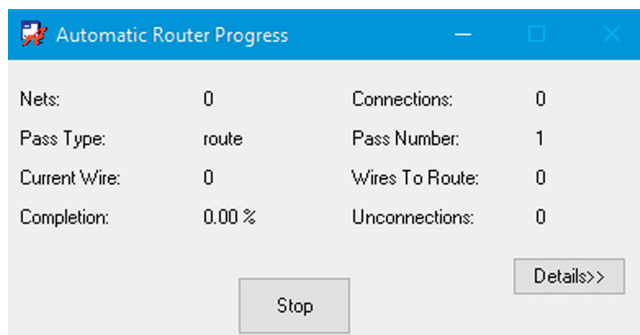 Automatic Router Progress
Nets: 0 Connections: 0
Pass Type: route Pass Number: 1
Current Wire: 0 Wires To Route: 0
Completion: 0.00 % Unconnections: 0
Details>>
Stop